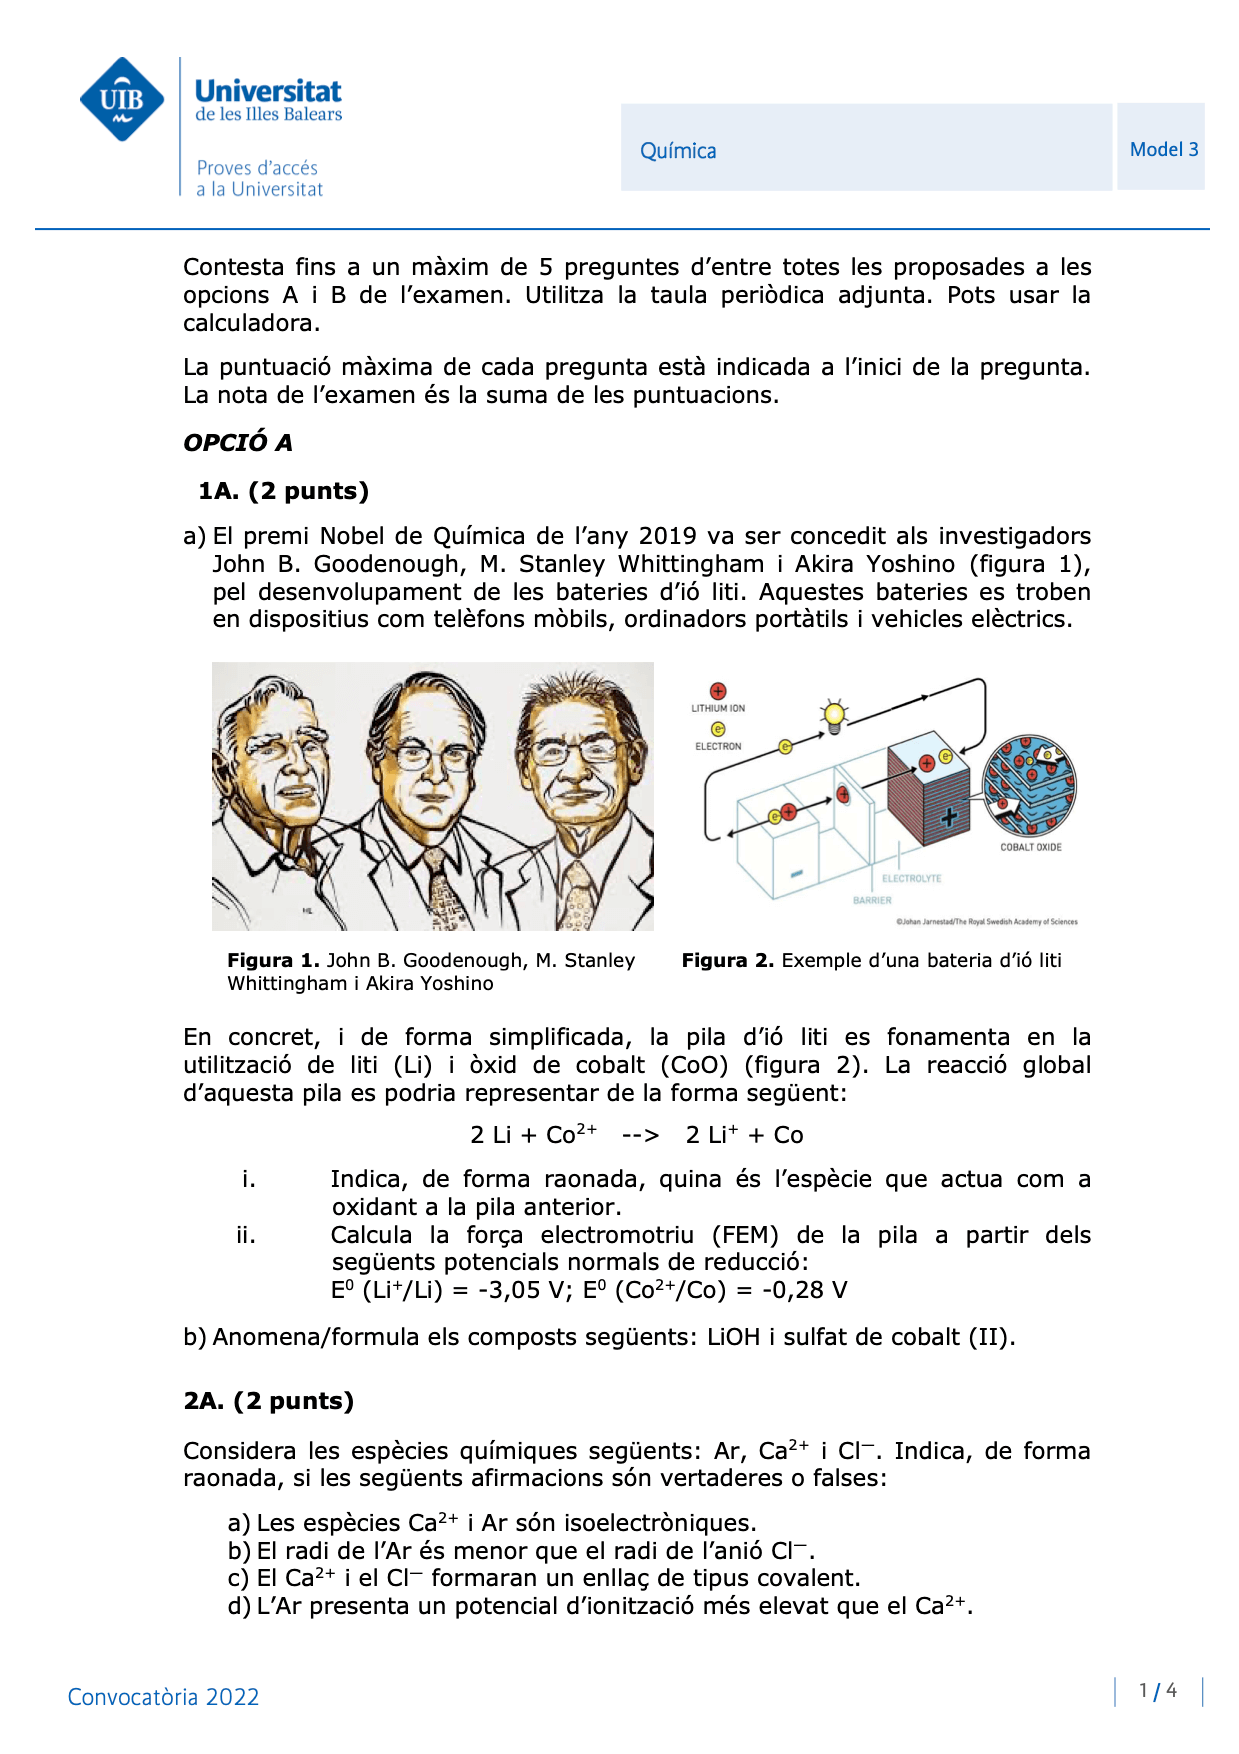 UIB
Universitat
de les Illes Balears
Proves d'accés
a la Universitat
Química
Model 3
Contesta fins a un màxim de 5 preguntes d'entre totes les proposades a les
opcions A i B de l'examen. Utilitza la taula periòdica adjunta. Pots usar la
calculadora.
La puntuació màxima de cada pregunta està indicada a l'inici de la pregunta.
La nota de l'examen és la suma de les puntuacions.
OPCIÓ A
1A. (2 punts)
a) El premi Nobel de Química de l'any 2019 va ser concedit als investigadors
John B. Goodenough, M. Stanley Whittingham i Akira Yoshino (figura 1),
pel desenvolupament de les bateries d'ió liti. Aquestes bateries es troben
en dispositius com telèfons mòbils, ordinadors portàtils i vehicles elèctrics.
LITHIUM ION
ELECTRON
COBALT OXIDE
ELECTROLYTE
BARRIER
©Johan Jarnestad/The Royal Swedish Academy of Sciences
Figura 1. John B. Goodenough, M. Stanley
Whittingham i Akira Yoshino
Figura 2. Exemple d'una bateria d'ió liti
En concret, i de forma simplificada, la pila d'ió liti es fonamenta en la
utilització de liti (Li) i òxid de cobalt (CoO) (figura 2). La reacció global
d'aquesta pila es podria representar de la forma següent:
2 Li + Co²⁺ --> 2 Li⁺ + Co
i. Indica, de forma raonada, quina és l'espècie que actua com a
oxidant a la pila anterior.
ii. Calcula la força electromotriu (FEM) de la pila a partir dels
següents potencials normals de reducció:
E⁰ (Li⁺/Li) = -3,05 V; E⁰ (Co²⁺/Co) = -0,28 V
b) Anomena/formula els composts següents: LiOH i sulfat de cobalt (II).
2A. (2 punts)
Considera les espècies químiques següents: Ar, Ca²⁺ i Cl⁻. Indica, de forma
raonada, si les següents afirmacions són vertaderes o falses:
a) Les espècies Ca²⁺ i Ar són isoelectròniques.
b) El radi de l'Ar és menor que el radi de l'anió Cl⁻.
c) El Ca²⁺ i el Cl⁻ formaran un enllaç de tipus covalent.
d) L'Ar presenta un potencial d'ionització més elevat que el Ca²⁺.
Convocatòria 2022
1 / 4